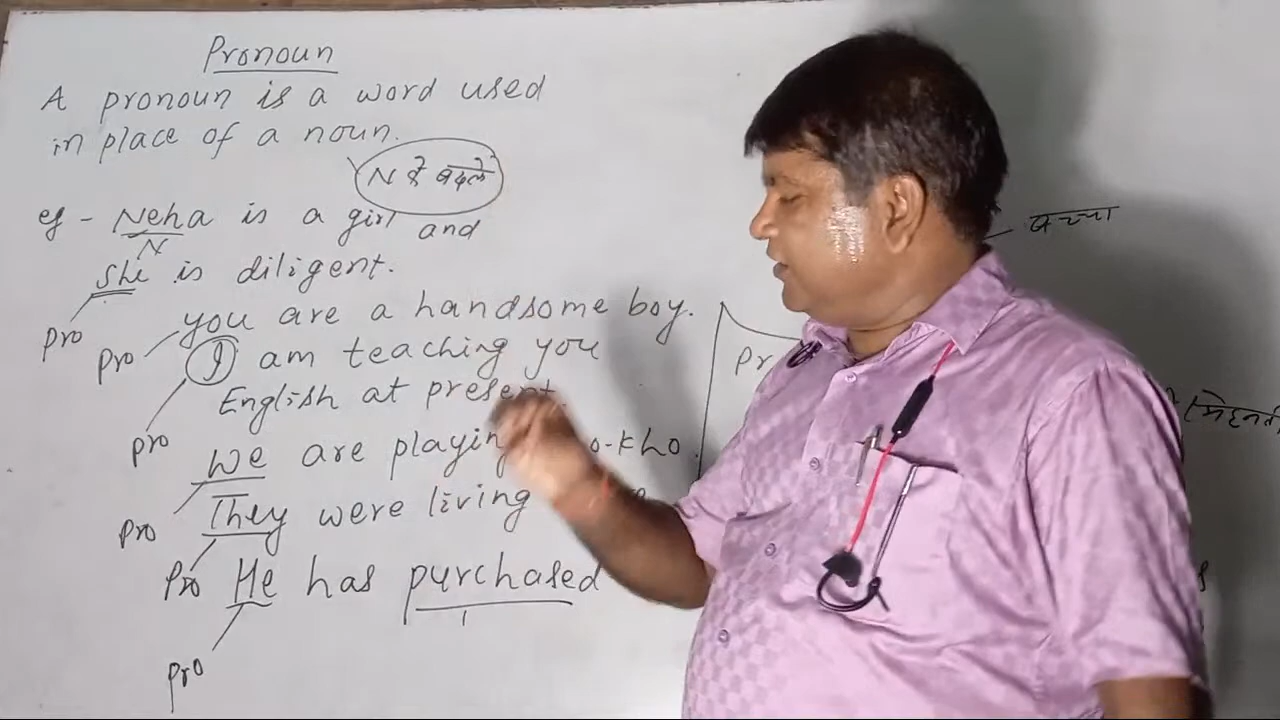 Pronoun
A pronoun is a word used
in place of a noun.
N के बदले
eg - Neha is a girl and
N
she is diligent.
pro
you are a handsome boy.
pro
I am teaching you
English at present.
pro
We are playing o-kho.
pro
They were living
pro
He has purchased
pro
बच्चा
Pr